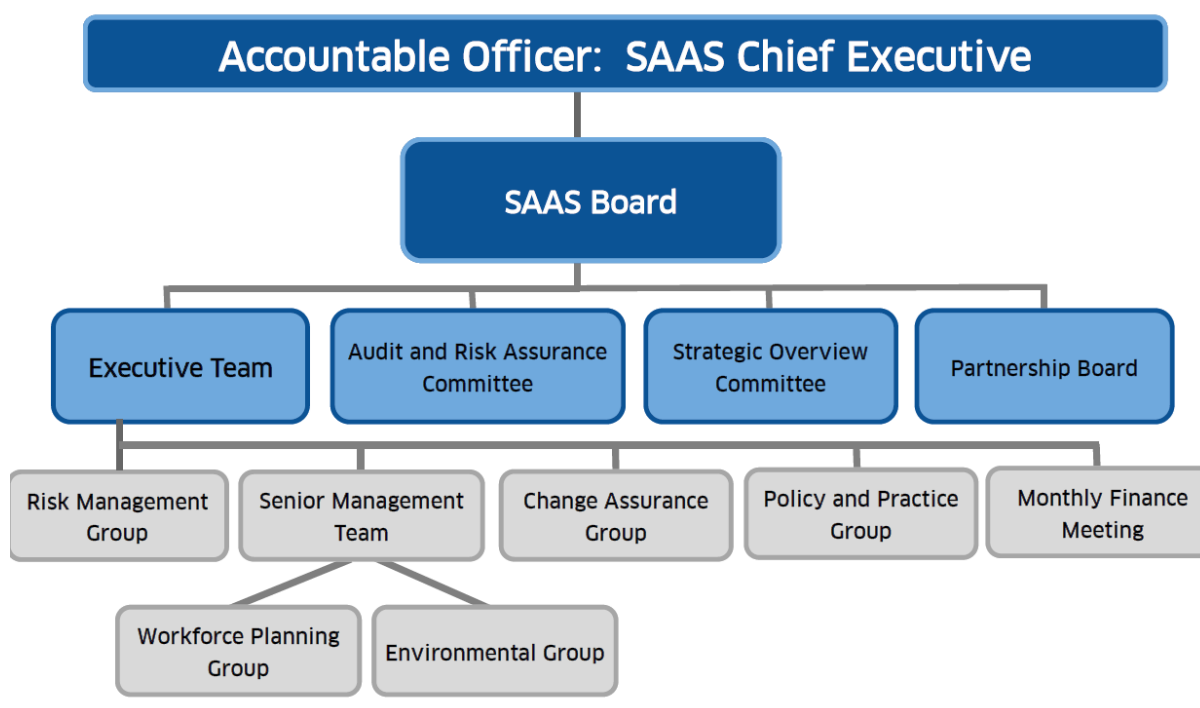 Accountable Officer: SAAS Chief Executive
SAAS Board
Executive Team
Audit and Risk Assurance
Committee
Strategic Overview
Committee
Partnership Board
Risk Management
Group
Senior Management
Team
Change Assurance
Group
Policy and Practice
Group
Monthly Finance
Meeting
Workforce Planning
Group
Environmental Group